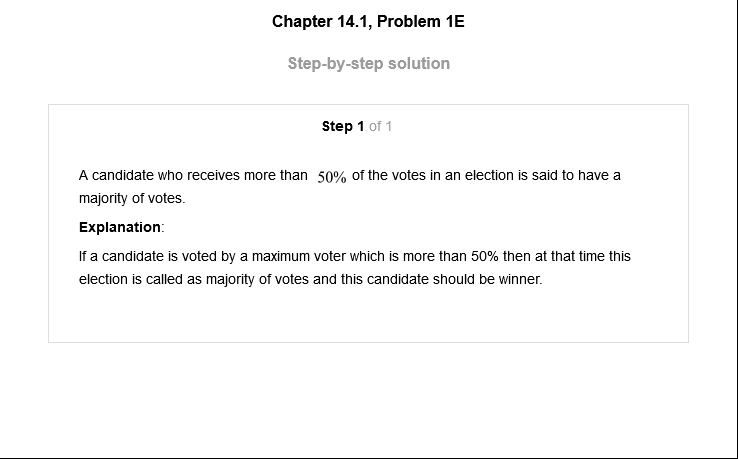 Chapter 14.1, Problem 1E
Step-by-step solution
Step 1 of 1
A candidate who receives more than 50% of the votes in an election is said to have a
majority of votes.
Explanation:
If a candidate is voted by a maximum voter which is more than 50% then at that time this
election is called as majority of votes and this candidate should be winner.